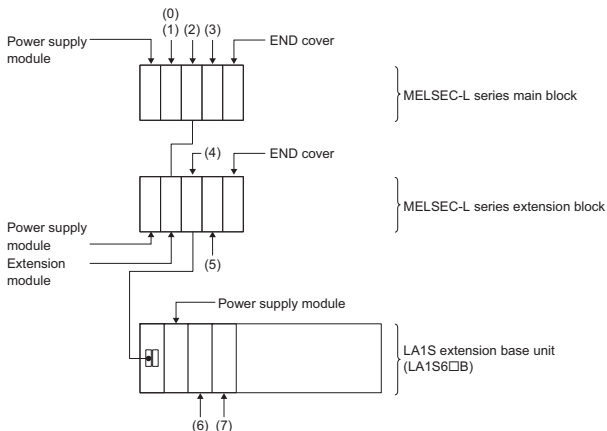 (0)
Power supply
module
(1) (2) (3)
END cover
MELSEC-L series main block
(4)
END cover
MELSEC-L series extension block
Power supply
module
Extension
module
(5)
Power supply module
LA1S extension base unit
(LA1S6□B)
(6) (7)